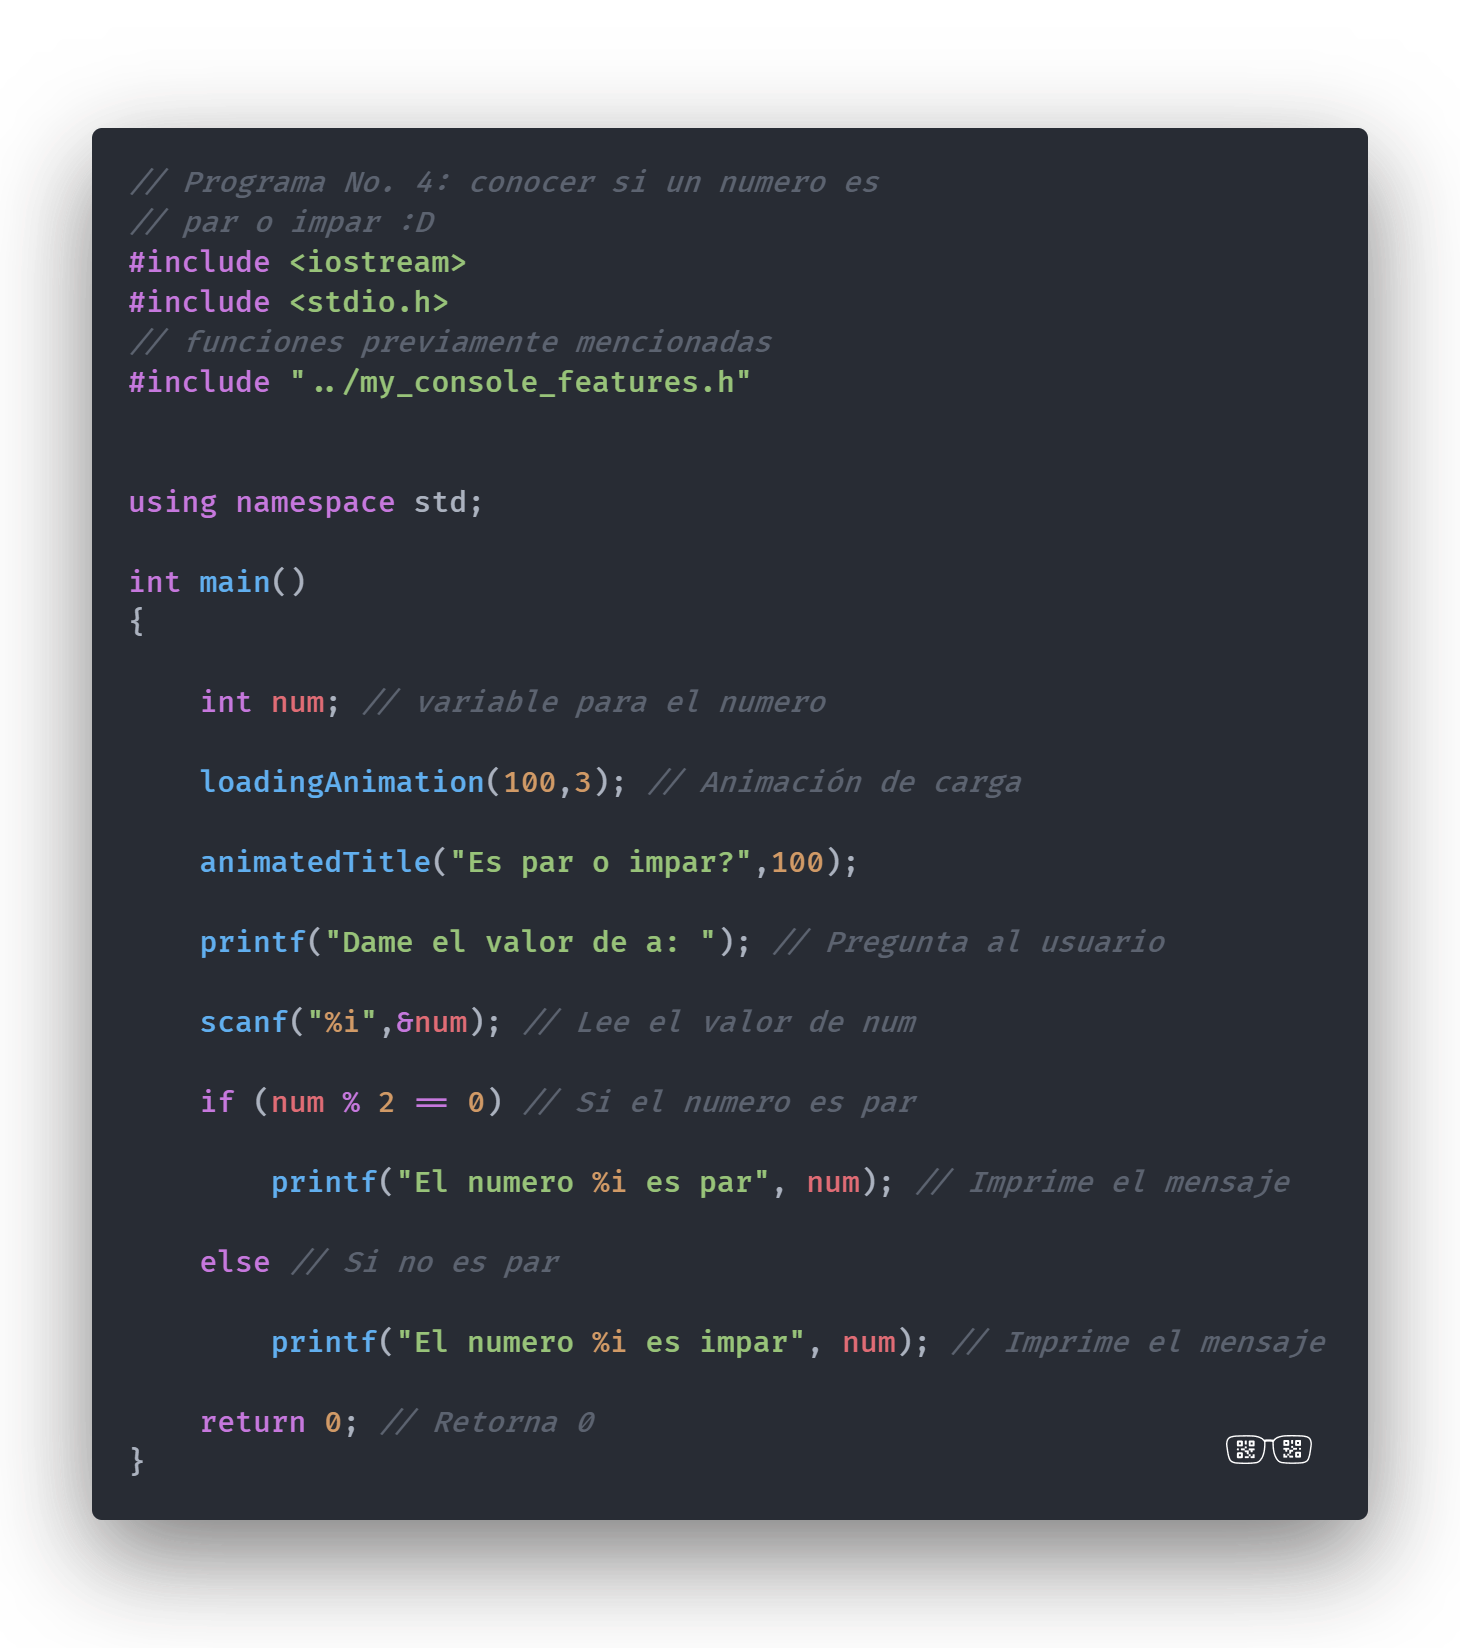 // Programa No. 4: conocer si un numero es
// par o impar :D
#include <iostream>
#include <stdio.h>
// funciones previamente mencionadas
#include "../my_console_features.h"
using namespace std;
int main()
{
    int num; // variable para el numero
    loadingAnimation(100,3); // Animación de carga
    animatedTitle("Es par o impar?",100);
    printf("Dame el valor de a: "); // Pregunta al usuario
    scanf("%i",&num); // Lee el valor de num
    if (num % 2 == 0) // Si el numero es par
        printf("El numero %i es par", num); // Imprime el mensaje
    else // Si no es par
        printf("El numero %i es impar", num); // Imprime el mensaje
    return 0; // Retorna 0
}